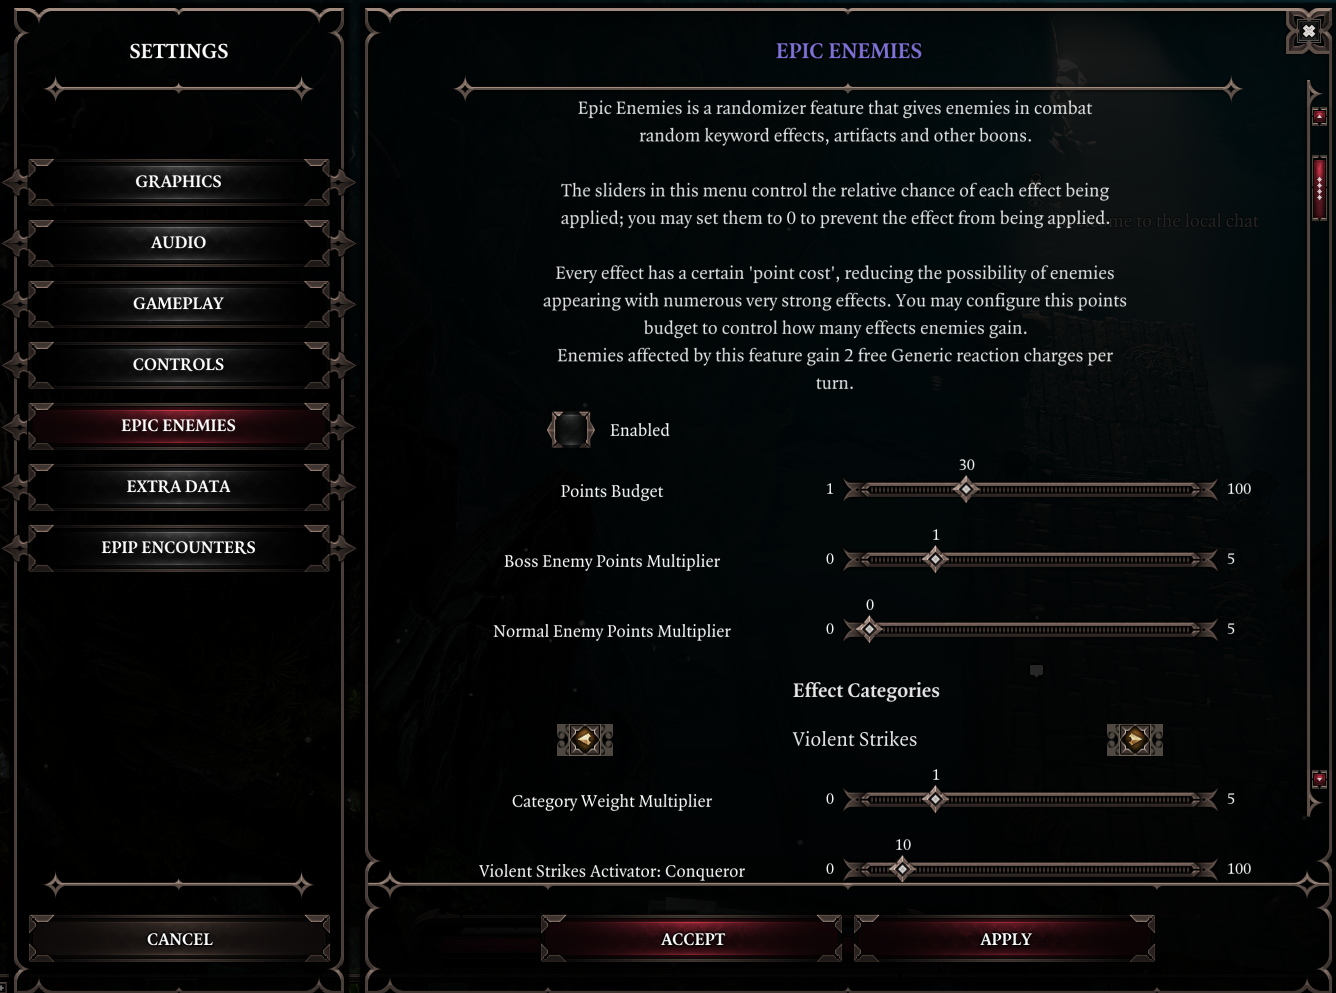 SETTINGS
GRAPHICS
AUDIO
GAMEPLAY
CONTROLS
EPIC ENEMIES
EXTRA DATA
EPIP ENCOUNTERS
CANCEL
EPIC ENEMIES
Epic Enemies is a randomizer feature that gives enemies in combat
random keyword effects, artifacts and other boons.
The sliders in this menu control the relative chance of each effect being
applied; you may set them to 0 to prevent the effect from being applied.
me to the local chat
Every effect has a certain 'point cost', reducing the possibility of enemies
appearing with numerous very strong effects. You may configure this points
budget to control how many effects enemies gain.
Enemies affected by this feature gain 2 free Generic reaction charges per
turn.
Enabled
30
Points Budget 1 100
1
Boss Enemy Points Multiplier 0 5
0
Normal Enemy Points Multiplier 0 5
Effect Categories
Violent Strikes
1
Category Weight Multiplier 0 5
10
Violent Strikes Activator: Conqueror 0 100
ACCEPT
APPLY